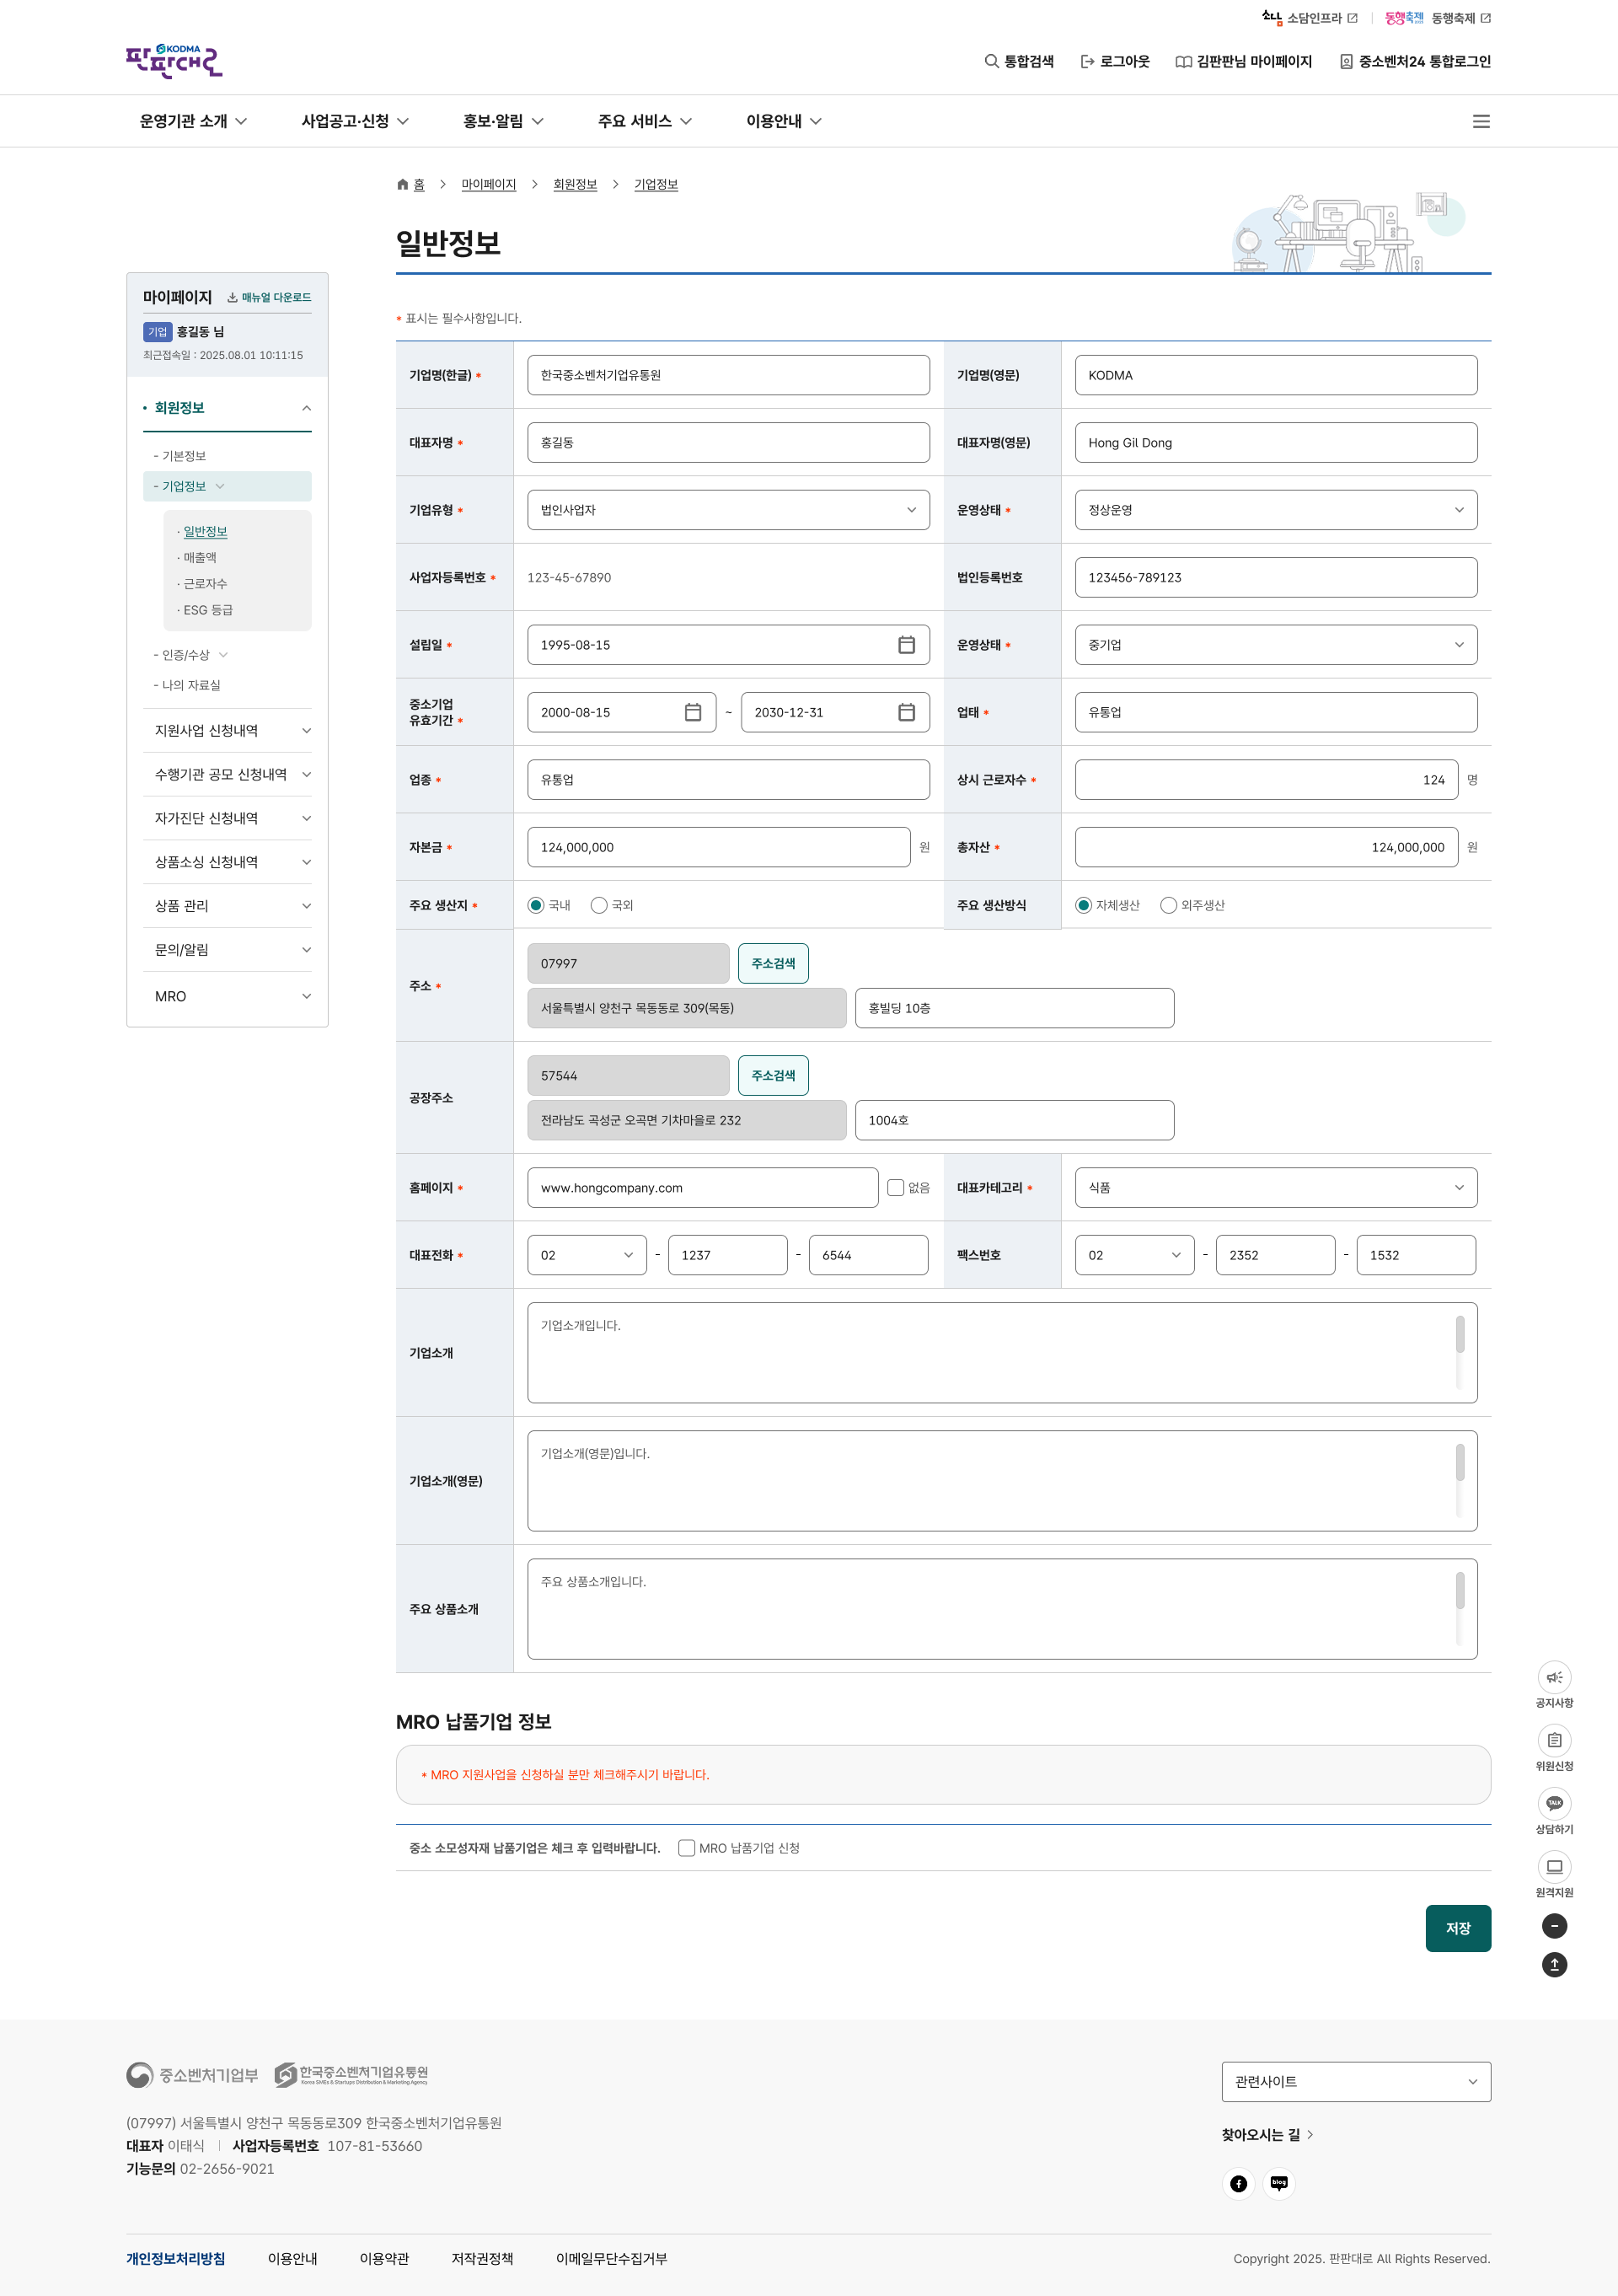 소담 소담인프라 동행축제 동행축제
KODMA
판판대로
통합검색 로그아웃 김판판님 마이페이지 중소벤처24 통합로그인
운영기관 소개 사업공고·신청 홍보·알림 주요 서비스 이용안내
홈 마이페이지 회원정보 기업정보
일반정보
마이페이지 매뉴얼 다운로드
기업 홍길동 님
최근접속일 : 2025.08.01 10:11:15
• 회원정보
- 기본정보
- 기업정보
· 일반정보
· 매출액
· 근로자수
· ESG 등급
- 인증/수상
- 나의 자료실
지원사업 신청내역
수행기관 공모 신청내역
자가진단 신청내역
상품소싱 신청내역
상품 관리
문의/알림
MRO
* 표시는 필수사항입니다.
기업명(한글) * 한국중소벤처기업유통원 기업명(영문) KODMA
대표자명 * 홍길동 대표자명(영문) Hong Gil Dong
기업유형 * 법인사업자 운영상태 * 정상운영
사업자등록번호 * 123-45-67890 법인등록번호 123456-789123
설립일 * 1995-08-15 운영상태 * 중기업
중소기업
유효기간 * 2000-08-15 ~ 2030-12-31 업태 * 유통업
업종 * 유통업 상시 근로자수 * 124 명
자본금 * 124,000,000 원 총자산 * 124,000,000 원
주요 생산지 * 국내 국외 주요 생산방식 자체생산 외주생산
주소 * 07997 주소검색
서울특별시 양천구 목동동로 309(목동) 홍빌딩 10층
공장주소 57544 주소검색
전라남도 곡성군 오곡면 기차마을로 232 1004호
홈페이지 * www.hongcompany.com 없음 대표카테고리 * 식품
대표전화 * 02 - 1237 - 6544 팩스번호 02 - 2352 - 1532
기업소개 기업소개입니다.
기업소개(영문) 기업소개(영문)입니다.
주요 상품소개 주요 상품소개입니다.
MRO 납품기업 정보
* MRO 지원사업을 신청하실 분만 체크해주시기 바랍니다.
중소 소모성자재 납품기업은 체크 후 입력바랍니다. MRO 납품기업 신청
저장
공지사항
위원신청
TALK
상담하기
원격지원
중소벤처기업부 한국중소벤처기업유통원
Korea SMEs & Startups Distribution & Marketing Agency
(07997) 서울특별시 양천구 목동동로309 한국중소벤처기업유통원
대표자 이태식 사업자등록번호 107-81-53660
기능문의 02-2656-9021
관련사이트
찾아오시는 길
blog
개인정보처리방침 이용안내 이용약관 저작권정책 이메일무단수집거부
Copyright 2025. 판판대로 All Rights Reserved.